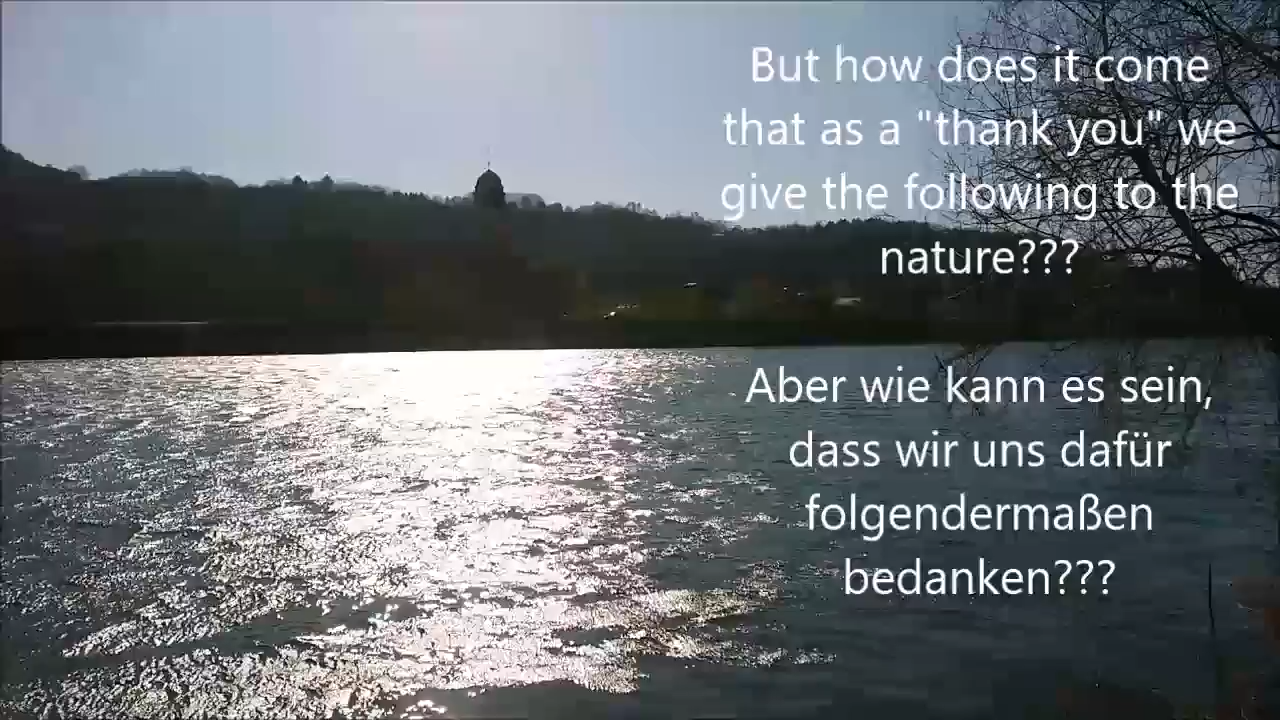 But how does it come
that as a "thank you" we
give the following to the
nature???
Aber wie kann es sein,
dass wir uns dafür
folgendermaßen
bedanken???